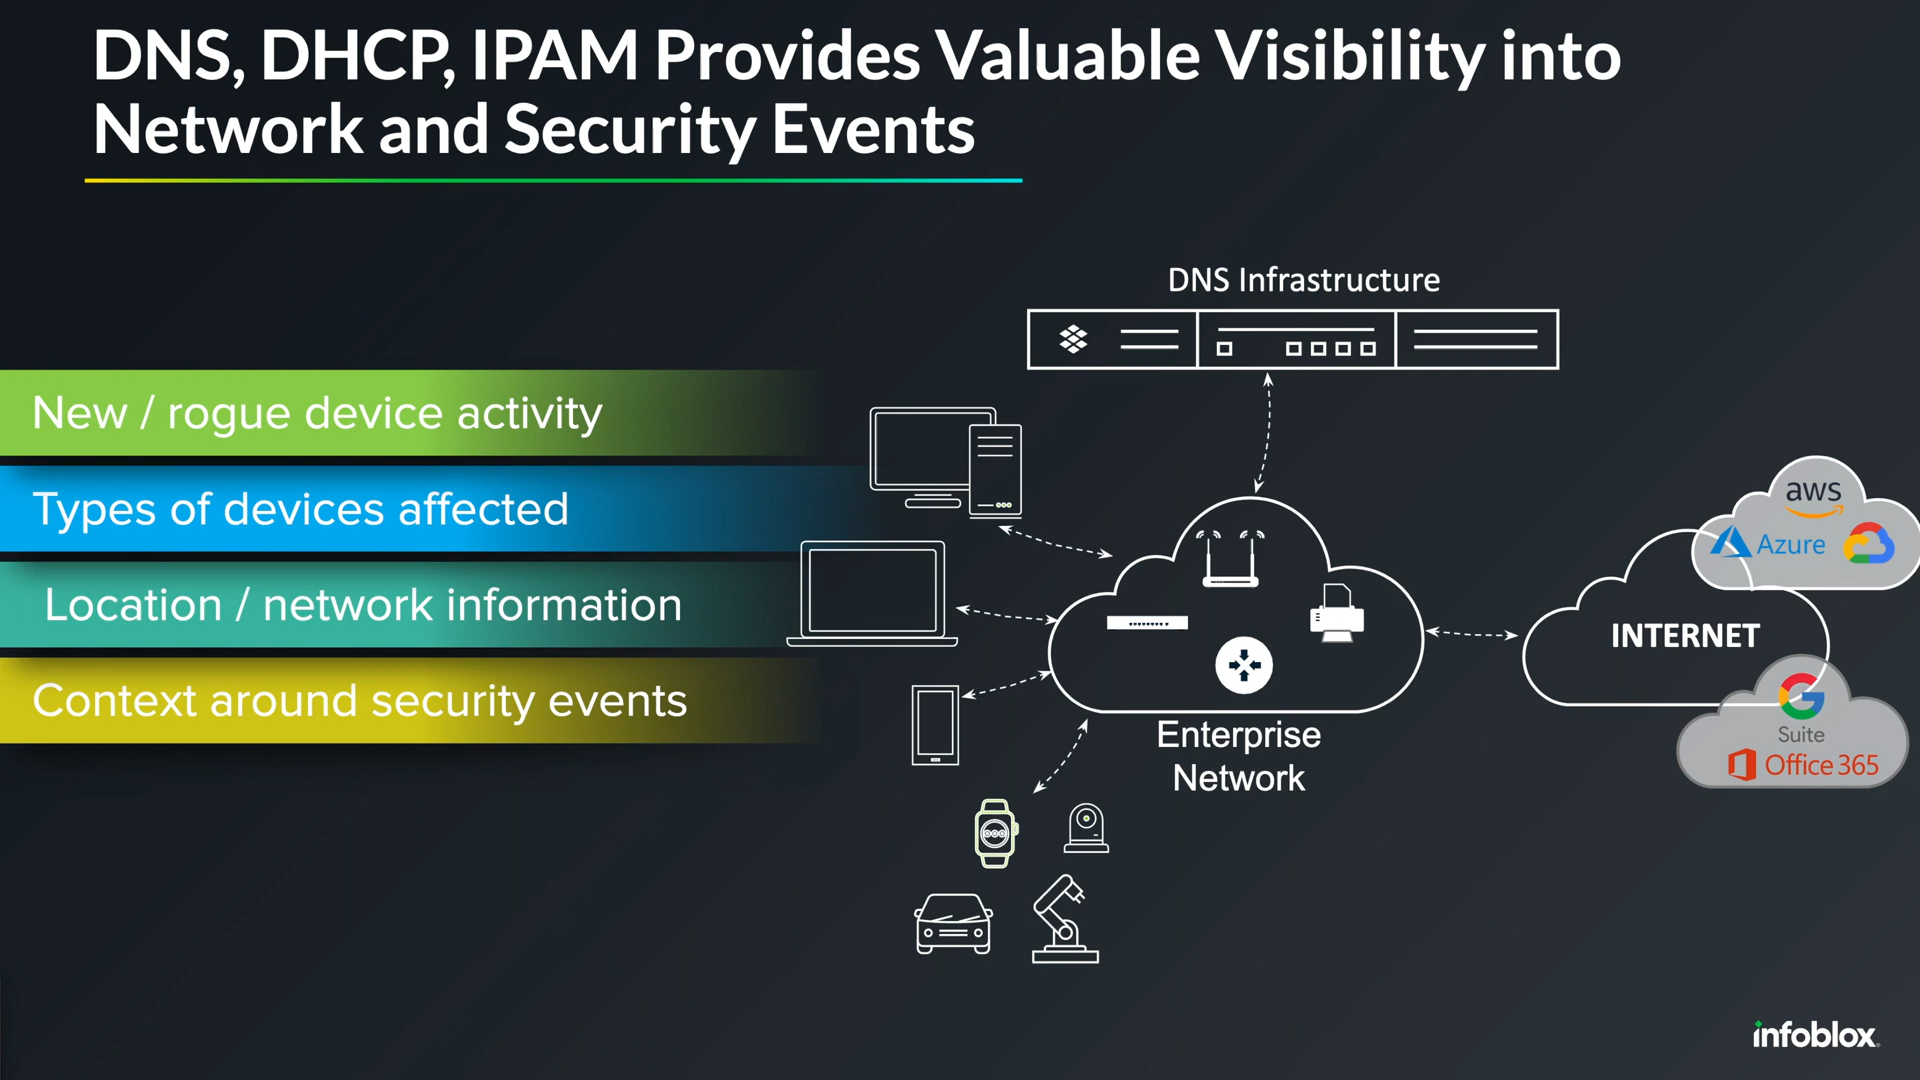 DNS, DHCP, IPAM Provides Valuable Visibility into
Network and Security Events
DNS Infrastructure
New / rogue device activity
Types of devices affected
Location / network information
Context around security events
Enterprise
Network
INTERNET
aws
Azure
G
Suite
Office 365
infoblox